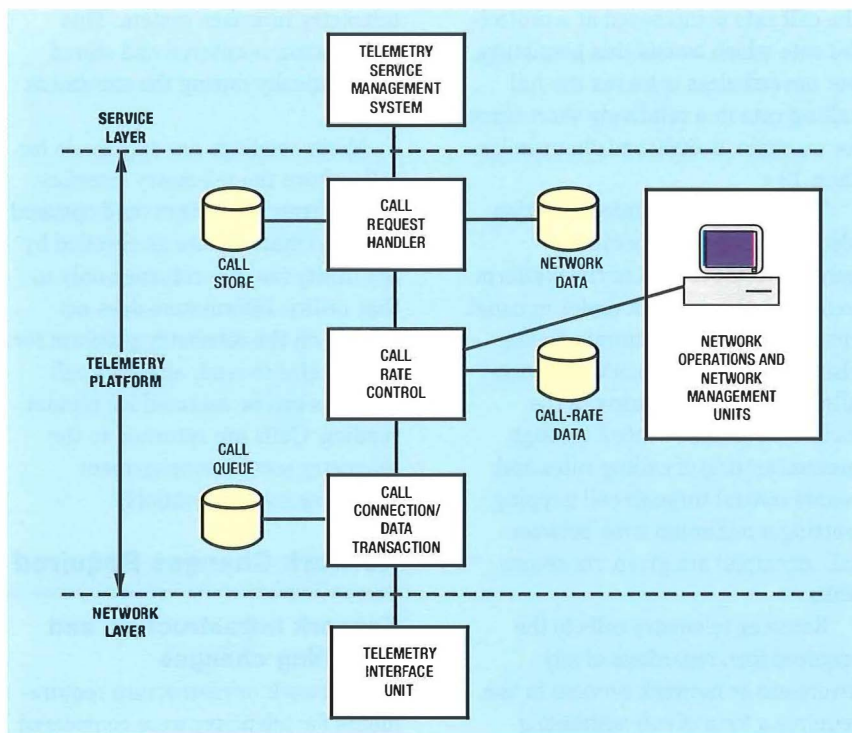 TELEMETRY
SERVICE
MANAGEMENT
SYSTEM
SERVICE
LAYER
CALL
REQUEST
HANDLER
CALL
STORE
NETWORK
DATA
TELEMETRY
PLATFORM
CALL
RATE
CONTROL
CALL-RATE
DATA
NETWORK
OPERATIONS AND
NETWORK
MANAGEMENT
UNITS
CALL
QUEUE
CALL
CONNECTION/
DATA
TRANSACTION
NETWORK
LAYER
TELEMETRY
INTERFACE
UNIT